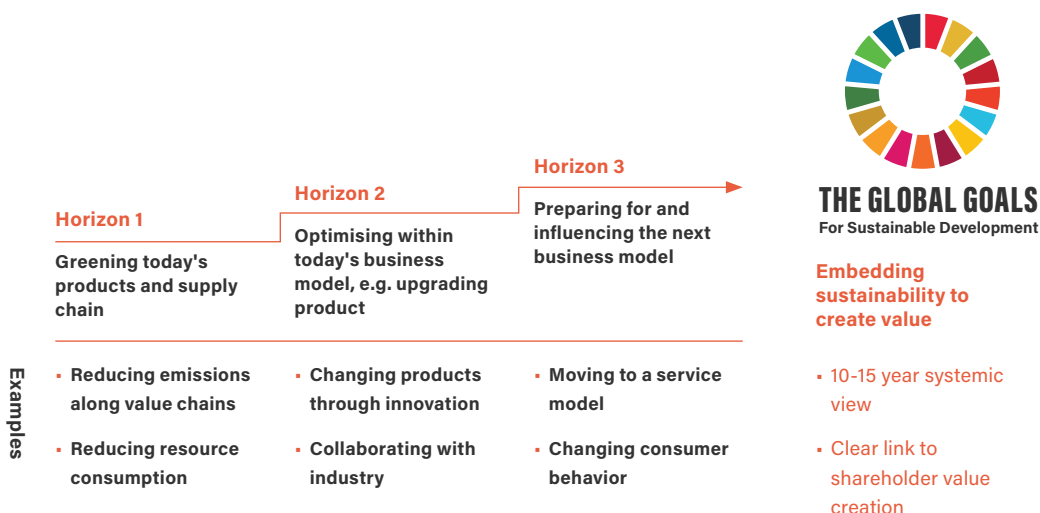 Horizon 1
Greening today's
products and supply
chain
Horizon 2
Optimising within
today's business
model, e.g. upgrading
product
Horizon 3
Preparing for and
influencing the next
business model
THE GLOBAL GOALS
For Sustainable Development
Embedding
sustainability to
create value
Examples
▪ Reducing emissions
along value chains
▪ Reducing resource
consumption
▪ Changing products
through innovation
▪ Collaborating with
industry
▪ Moving to a service
model
▪ Changing consumer
behavior
▪ 10-15 year systemic
view
▪ Clear link to
shareholder value
creation